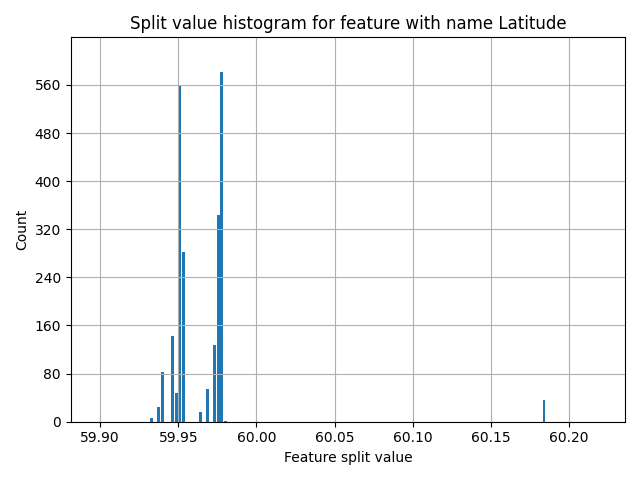 Split value histogram for feature with name Latitude
Count
560
480
400
320
240
160
80
0
59.90 59.95 60.00 60.05 60.10 60.15 60.20
Feature split value